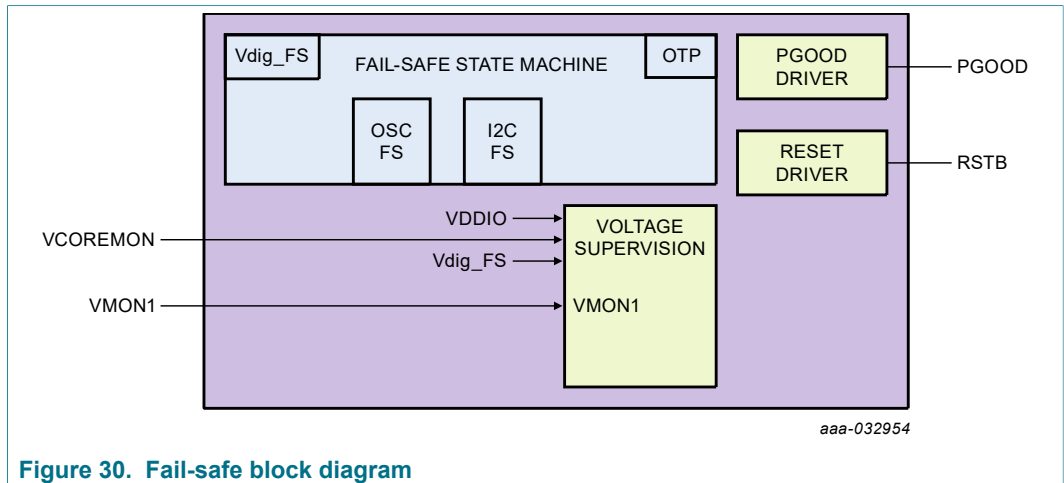 Vdig_FS
FAIL-SAFE STATE MACHINE
OTP
OSC
FS
I2C
FS
PGOOD
DRIVER
PGOOD
RESET
DRIVER
RSTB
VDDIO
VCOREMON
Vdig_FS
VOLTAGE
SUPERVISION
VMON1
VMON1
aaa-032954
Figure 30. Fail-safe block diagram